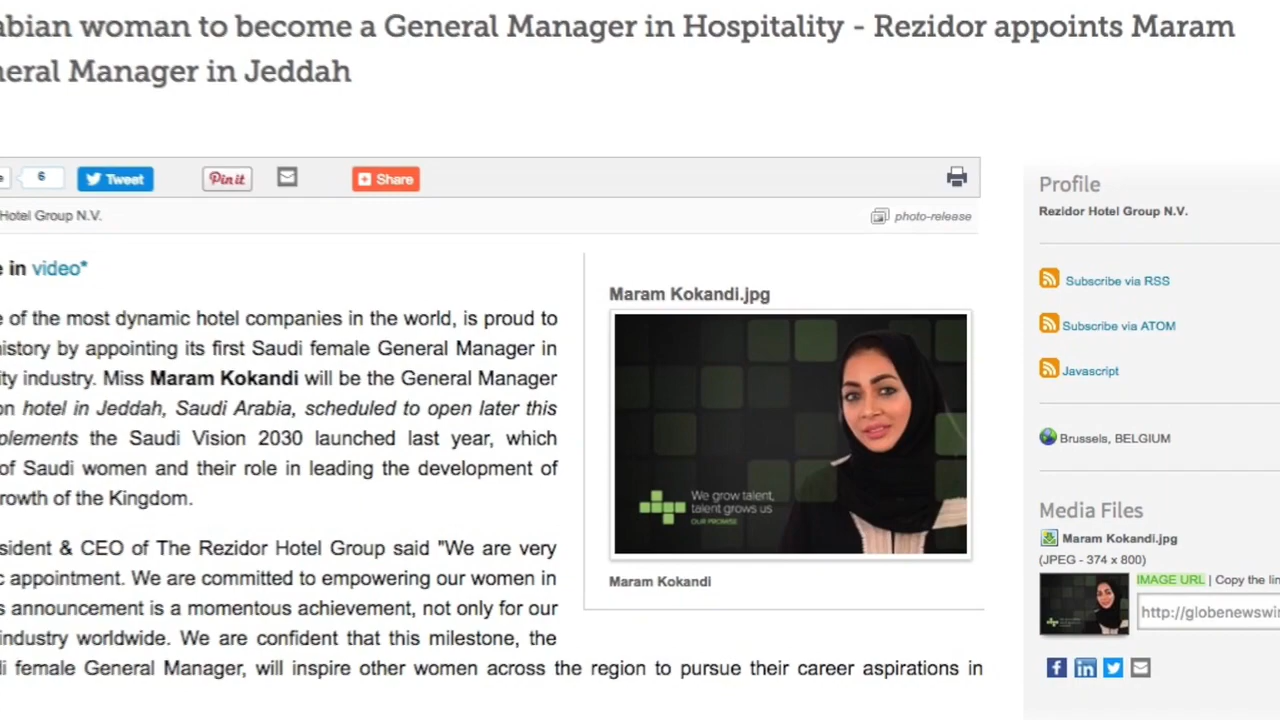 abian woman to become a General Manager in Hospitality - Rezidor appoints Maram
neral Manager in Jeddah
6
Tweet
Pin it
Share
Hotel Group N.V.
photo-release
e in video*
e of the most dynamic hotel companies in the world, is proud to
history by appointing its first Saudi female General Manager in
ity industry. Miss Maram Kokandi will be the General Manager
on hotel in Jeddah, Saudi Arabia, scheduled to open later this
plements the Saudi Vision 2030 launched last year, which
of Saudi women and their role in leading the development of
rowth of the Kingdom.
sident & CEO of The Rezidor Hotel Group said "We are very
c appointment. We are committed to empowering our women in
s announcement is a momentous achievement, not only for our
industry worldwide. We are confident that this milestone, the
di female General Manager, will inspire other women across the region to pursue their career aspirations in
Maram Kokandi.jpg
We grow talent,
talent grows us
OUR PROMISE
Maram Kokandi
Profile
Rezidor Hotel Group N.V.
Subscribe via RSS
Subscribe via ATOM
Javascript
Brussels, BELGIUM
Media Files
Maram Kokandi.jpg
(JPEG - 374 x 800)
IMAGE URL | Copy the lin
http://globenewswir